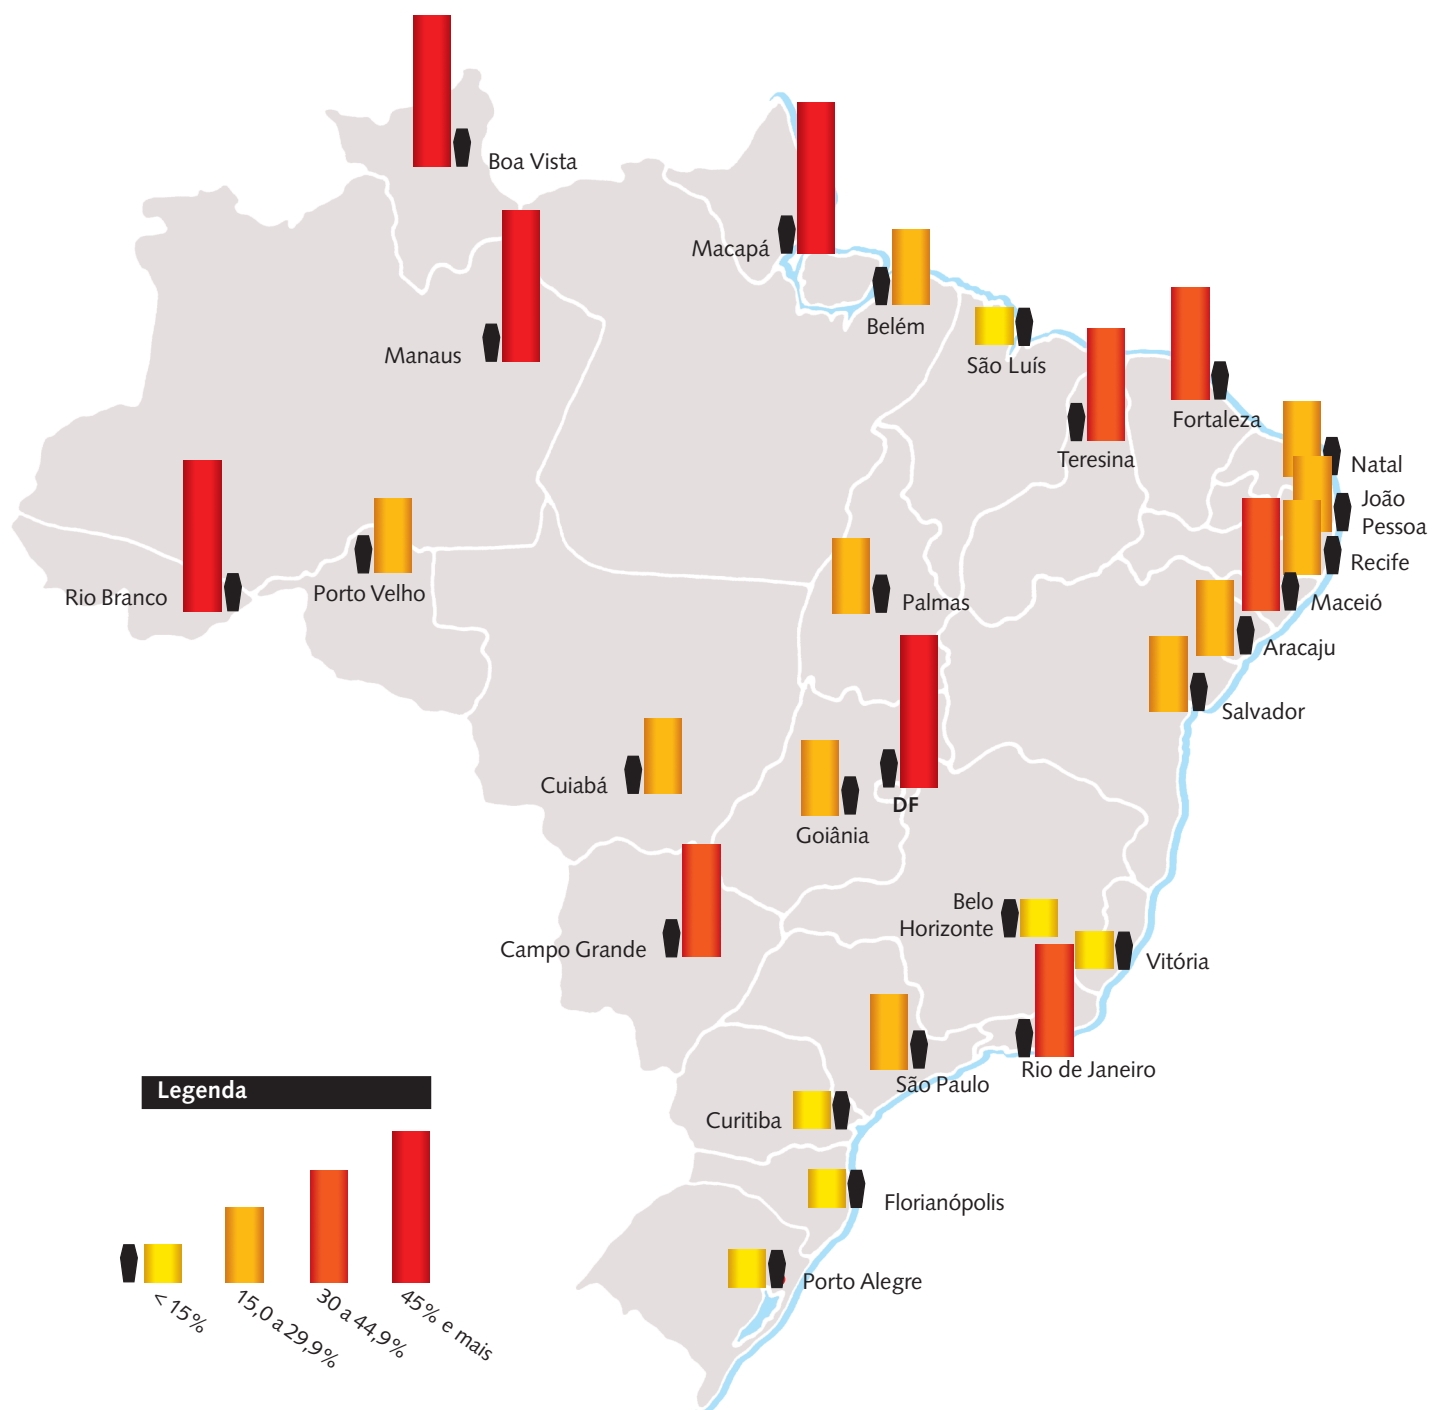 Boa Vista
Macapá
Belém
Manaus
São Luís
Fortaleza
Teresina
Natal
João
Pessoa
Recife
Rio Branco
Porto Velho
Palmas
Maceió
Aracaju
Salvador
Cuiabá
DF
Goiânia
Belo
Horizonte
Campo Grande
Vitória
Rio de Janeiro
São Paulo
Curitiba
Florianópolis
Porto Alegre
Legenda
< 15%
15,0 a 29,9%
30 a 44,9%
45% e mais